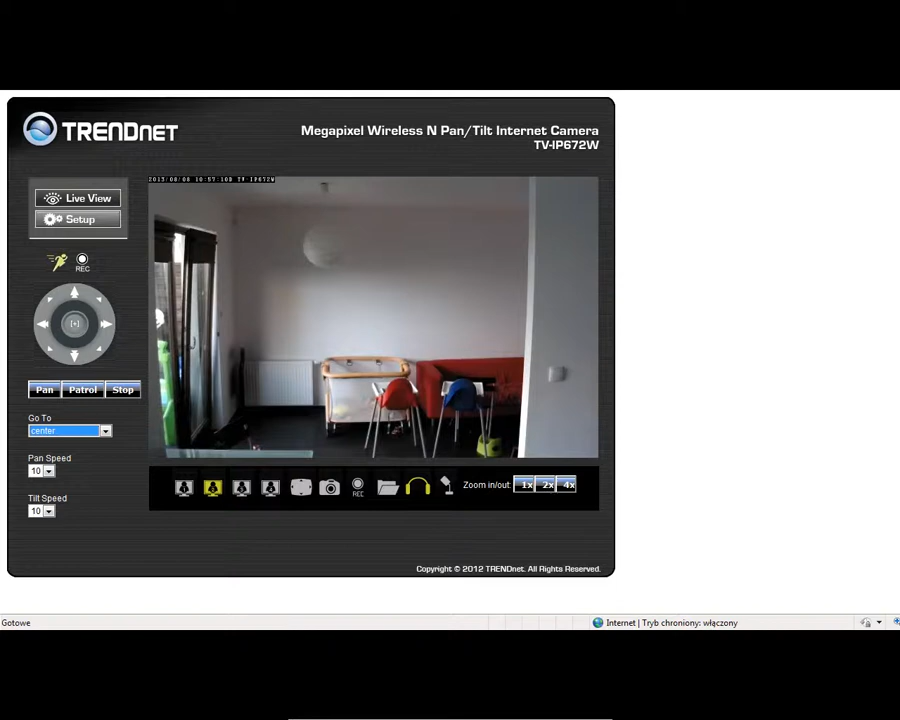 TRENDNET
Megapixel Wireless N Pan/Tilt Internet Camera
TV-IP672W
Live View
Setup
REC
Pan Patrol Stop
Go To
center
Pan Speed
10
Tilt Speed
10
REC
Zoom in/out: 1x 2x 4x
Copyright © 2012 TRENDnet. All Rights Reserved.
Gotowe
Internet | Tryb chroniony: włączony